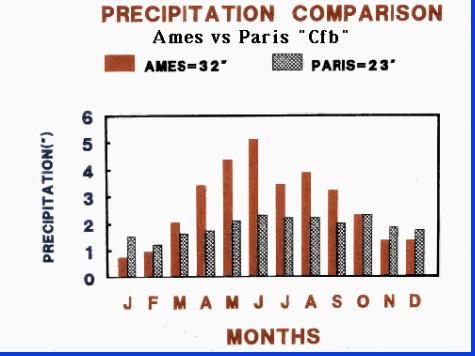 PRECIPITATION COMPARISON
Ames vs Paris "Cfb"
AMES=32" PARIS=23"
PRECIPITATION(")
6
5
4
3
2
1
0
J F M A M J J A S O N D
MONTHS